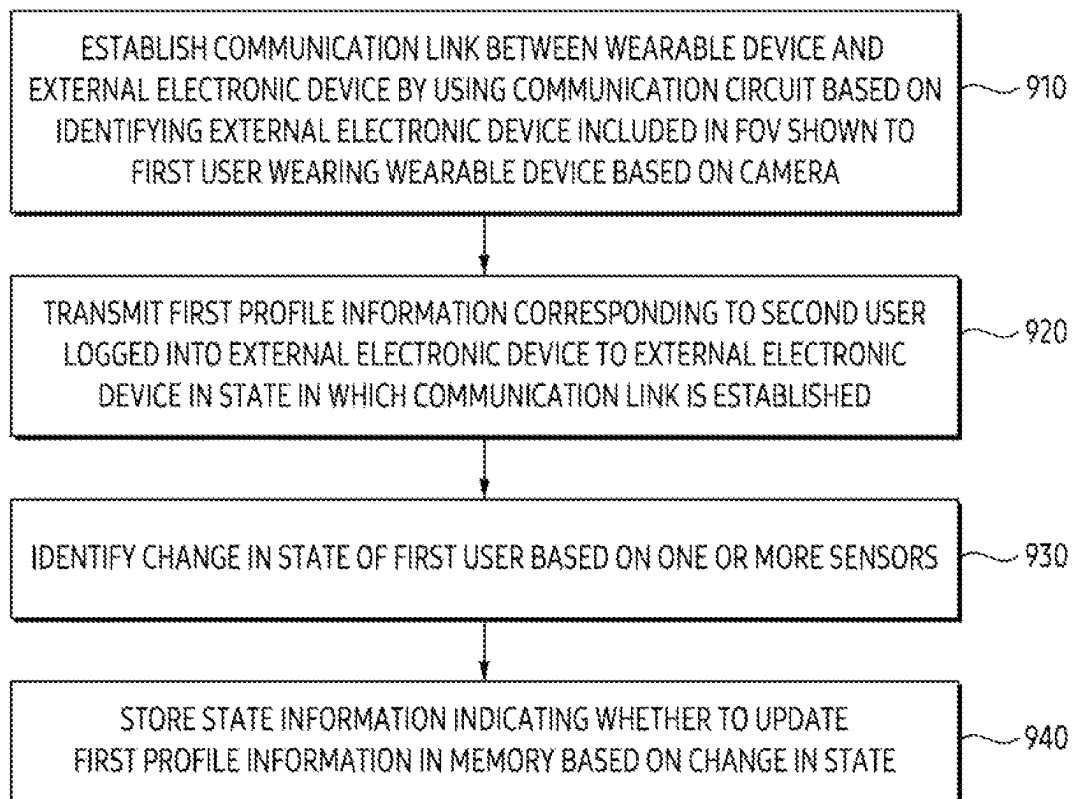 ESTABLISH COMMUNICATION LINK BETWEEN WEARABLE DEVICE AND
EXTERNAL ELECTRONIC DEVICE BY USING COMMUNICATION CIRCUIT BASED ON
IDENTIFYING EXTERNAL ELECTRONIC DEVICE INCLUDED IN FOV SHOWN TO
FIRST USER WEARING WEARABLE DEVICE BASED ON CAMERA
910
TRANSMIT FIRST PROFILE INFORMATION CORRESPONDING TO SECOND USER
LOGGED INTO EXTERNAL ELECTRONIC DEVICE TO EXTERNAL ELECTRONIC
DEVICE IN STATE IN WHICH COMMUNICATION LINK IS ESTABLISHED
920
IDENTIFY CHANGE IN STATE OF FIRST USER BASED ON ONE OR MORE SENSORS
930
STORE STATE INFORMATION INDICATING WHETHER TO UPDATE
FIRST PROFILE INFORMATION IN MEMORY BASED ON CHANGE IN STATE
940